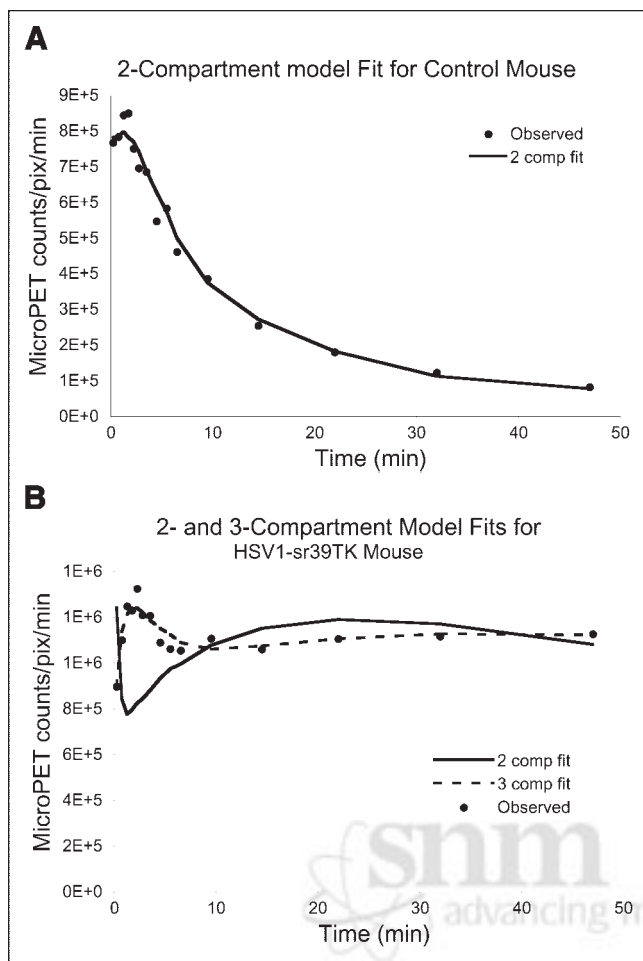 A
2-Compartment model Fit for Control Mouse
9E+5
8E+5
7E+5
6E+5
5E+5
4E+5
3E+5
2E+5
1E+5
0E+0
MicroPET counts/pix/min
Observed
2 comp fit
0 10 20 30 40 50
Time (min)
B
2- and 3-Compartment Model Fits for
HSV1-sr39TK Mouse
1E+6
1E+6
1E+6
8E+5
6E+5
4E+5
2E+5
0E+0
MicroPET counts/pix/min
2 comp fit
3 comp fit
Observed
0 10 20 30 40 50
Time (min)
snm
advancing m